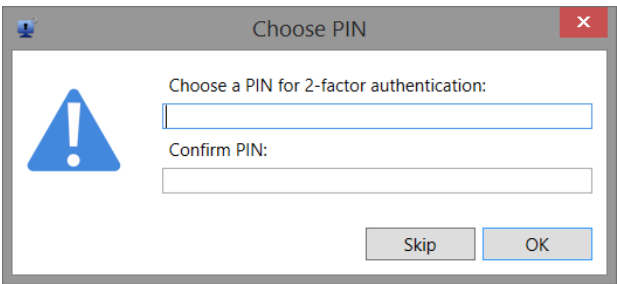 Choose PIN
Choose a PIN for 2-factor authentication:
Confirm PIN:
Skip OK